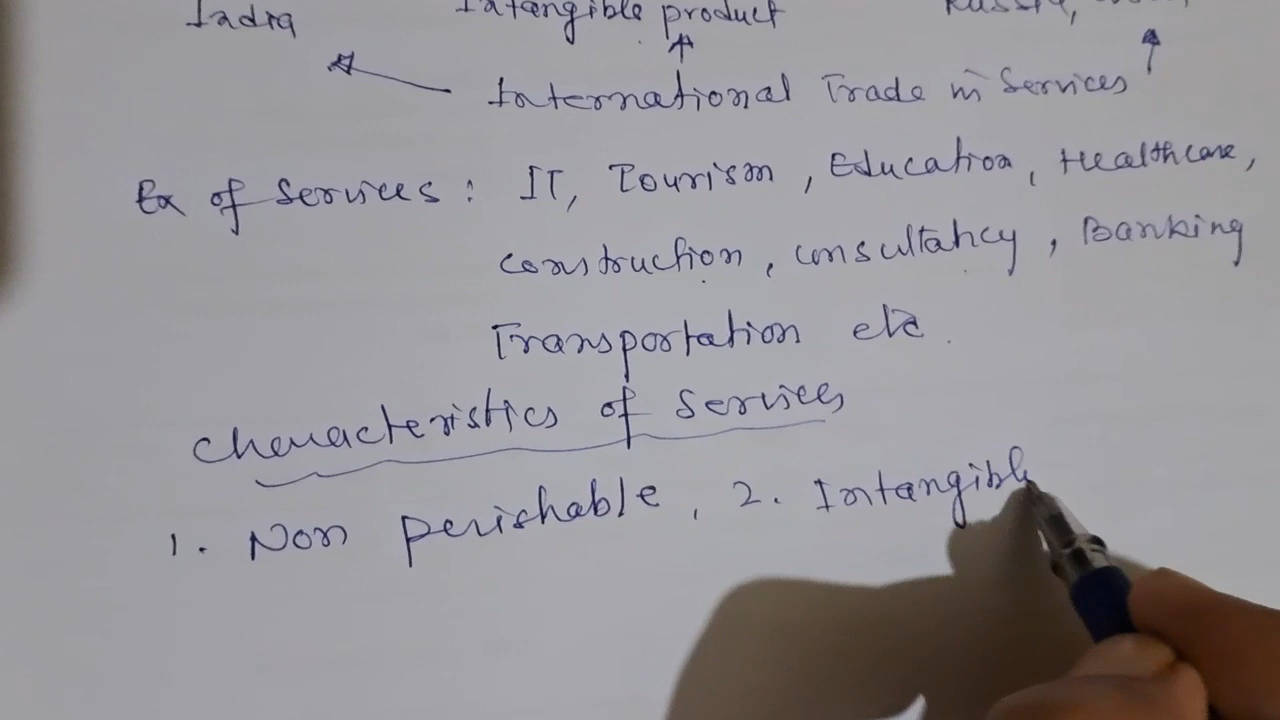 India Intangible product Russia,
International Trade in Services
Ex of Services : IT, Tourism, Education, Healthcare,
construction, consultancy, Banking
Transportation etc.
characteristics of Services
1. Non perishable, 2. Intangible